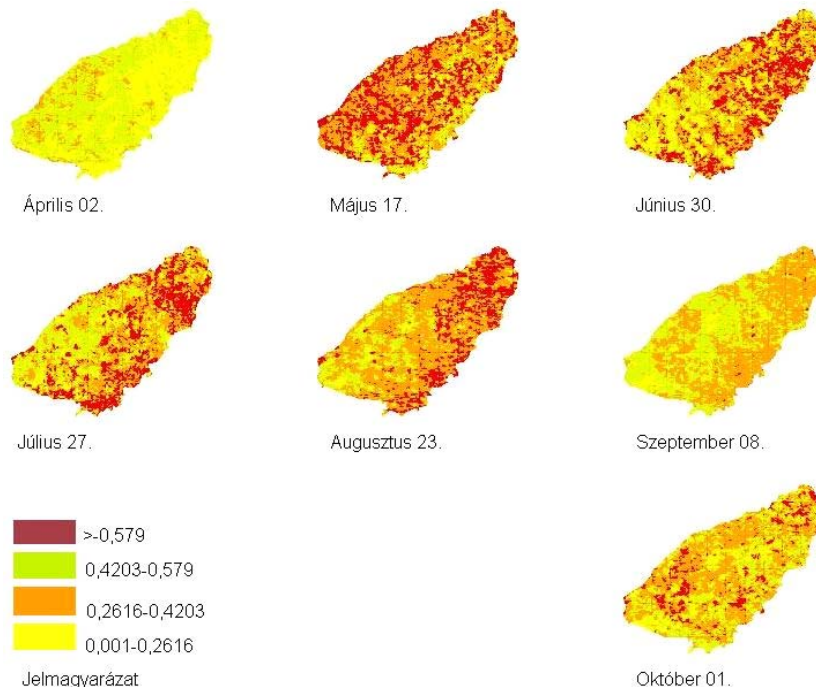 Április 02.
Május 17.
Június 30.
Július 27.
Augusztus 23.
Szeptember 08.
>-0,579
0,4203-0,579
0,2616-0,4203
0,001-0,2616
Jelmagyarázat
Október 01.